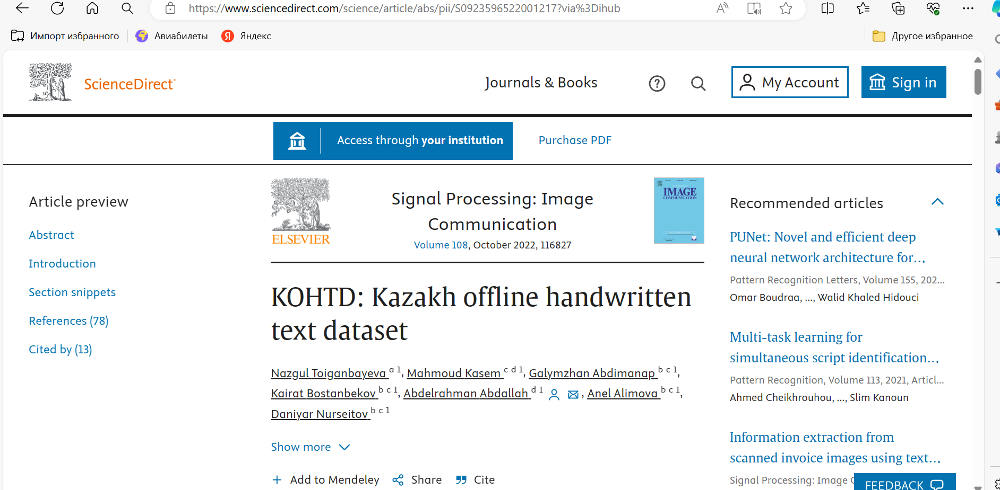 https://www.sciencedirect.com/science/article/abs/pii/S0923596522001217?via%3Dihub
Импорт избранного
Авиабилеты
Яндекс
Другое избранное
ScienceDirect
Journals & Books
My Account
Sign in
Access through your institution
Purchase PDF
Article preview
Abstract
Introduction
Section snippets
References (78)
Cited by (13)
ELSEVIER
Signal Processing: Image
Communication
Volume 108, October 2022, 116827
IMAGE
COMMUNICATION
KOHTD: Kazakh offline handwritten
text dataset
Nazgul Toiganbayeva a 1, Mahmoud Kasem c d 1, Galymzhan Abdimanap b c 1,
Kairat Bostanbekov b c 1, Abdelrahman Abdallah d 1, Anel Alimova b c 1,
Daniyar Nurseitov b c 1
Show more
Add to Mendeley
Share
Cite
Recommended articles
PUNet: Novel and efficient deep
neural network architecture for...
Pattern Recognition Letters, Volume 155, 202...
Omar Boudraa, ..., Walid Khaled Hidouci
Multi-task learning for
simultaneous script identification...
Pattern Recognition, Volume 113, 2021, Articl...
Ahmed Cheikhrouhou, ..., Slim Kanoun
Information extraction from
scanned invoice images using text...
Signal Processing: Image
FEEDBACK